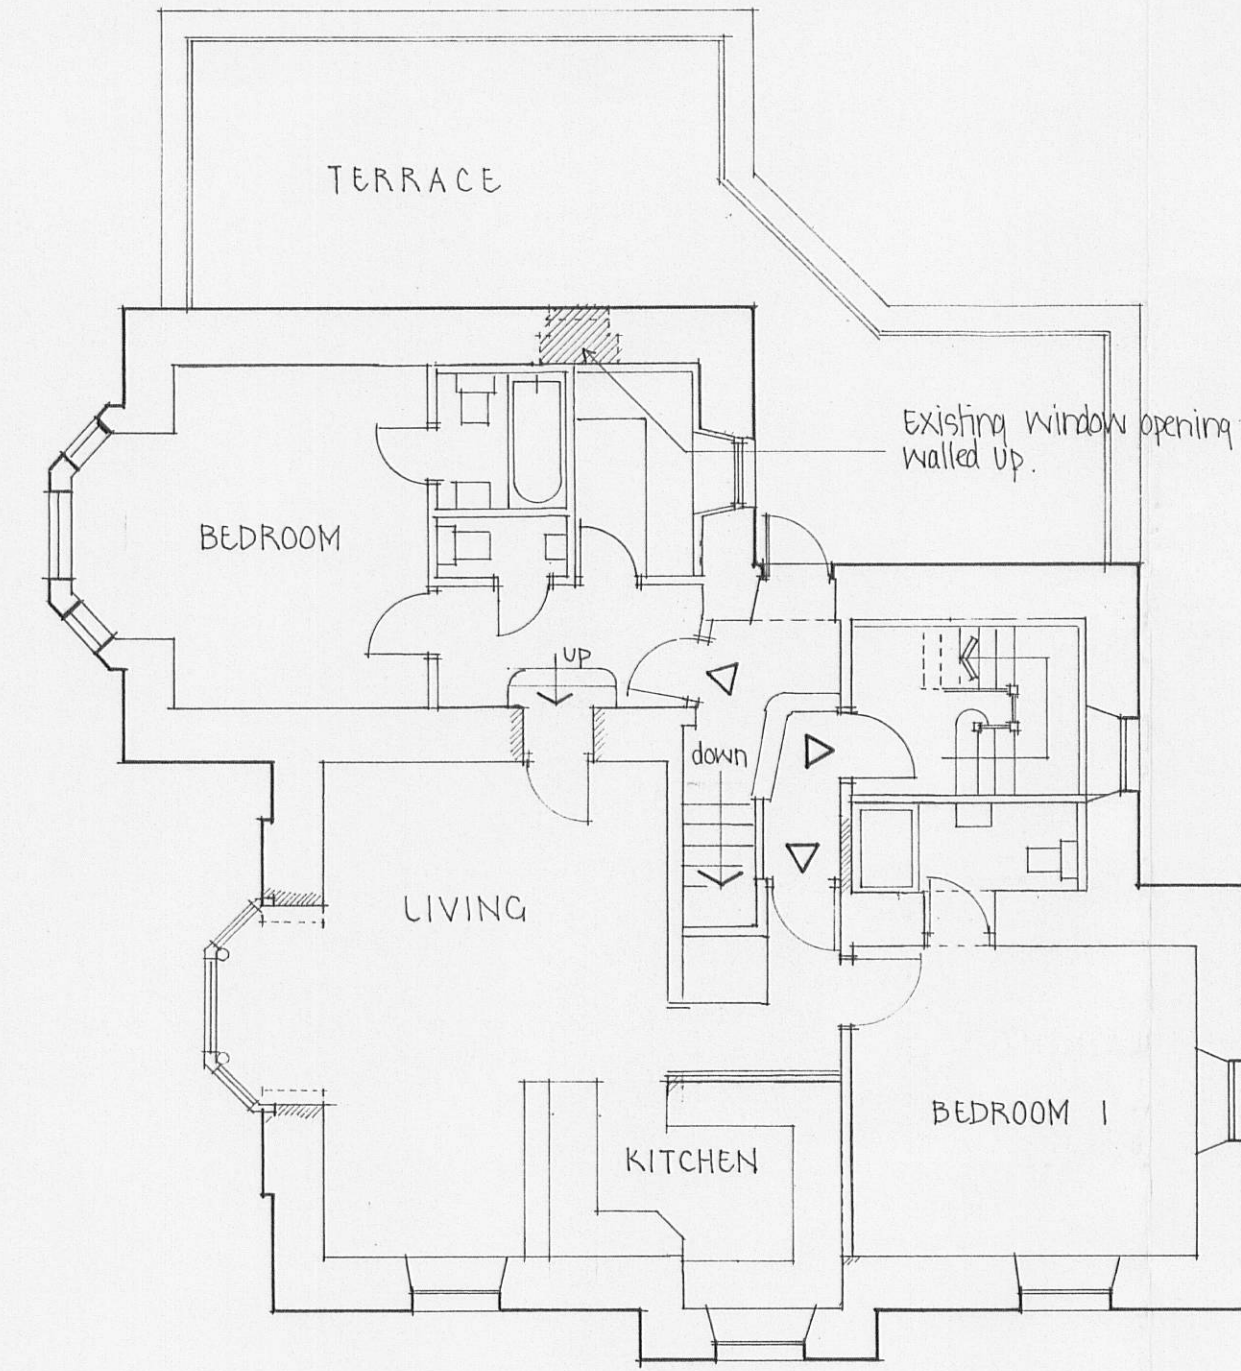 TERRACE
Existing window opening
walled up.
BEDROOM
UP
down
LIVING
BEDROOM 1
KITCHEN